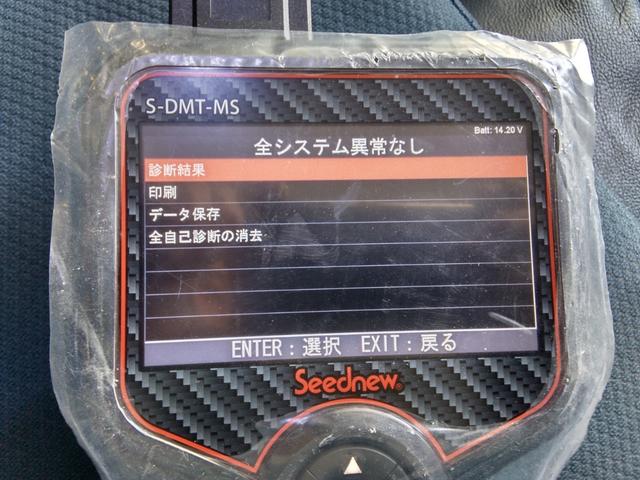 S-DMT-MS
Batt: 14.20 V
全システム異常なし
診断結果
印刷
データ保存
全自己診断の消去
ENTER：選択　EXIT：戻る
Seednew®